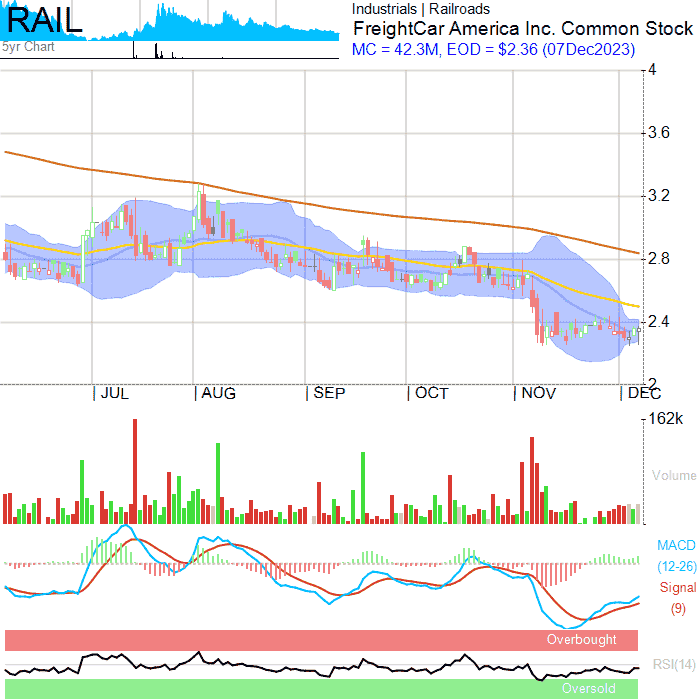 RAIL
5yr Chart
Industrials | Railroads
FreightCar America Inc. Common Stock
MC = 42.3M, EOD = $2.36 (07Dec2023)
4
3.6
3.2
2.8
2.4
2
JUL AUG SEP OCT NOV DEC
162k
Volume
MACD
(12-26)
Signal
(9)
Overbought
RSI(14)
Oversold